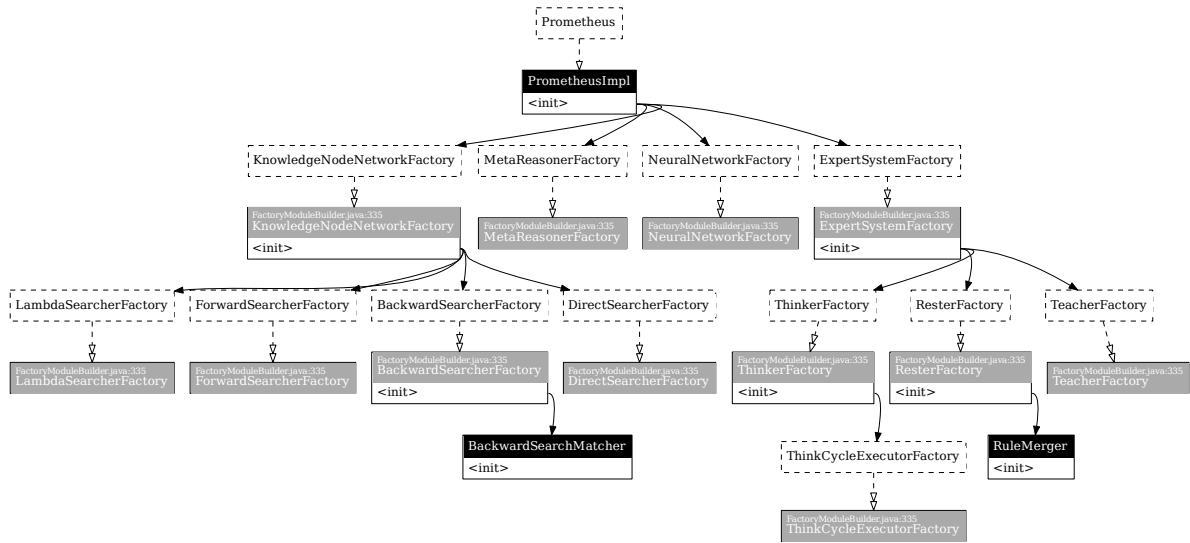 Prometheus
PrometheusImpl
<init>
KnowledgeNodeNetworkFactory
MetaReasonerFactory
NeuralNetworkFactory
ExpertSystemFactory
FactoryModuleBuilder.java:335
KnowledgeNodeNetworkFactory
<init>
FactoryModuleBuilder.java:335
MetaReasonerFactory
FactoryModuleBuilder.java:335
NeuralNetworkFactory
FactoryModuleBuilder.java:335
ExpertSystemFactory
<init>
LambdaSearcherFactory
ForwardSearcherFactory
BackwardSearcherFactory
DirectSearcherFactory
ThinkerFactory
ResterFactory
TeacherFactory
FactoryModuleBuilder.java:335
LambdaSearcherFactory
FactoryModuleBuilder.java:335
ForwardSearcherFactory
FactoryModuleBuilder.java:335
BackwardSearcherFactory
<init>
FactoryModuleBuilder.java:335
DirectSearcherFactory
FactoryModuleBuilder.java:335
ThinkerFactory
<init>
FactoryModuleBuilder.java:335
ResterFactory
<init>
FactoryModuleBuilder.java:335
TeacherFactory
BackwardSearchMatcher
<init>
ThinkCycleExecutorFactory
RuleMerger
<init>
FactoryModuleBuilder.java:335
ThinkCycleExecutorFactory